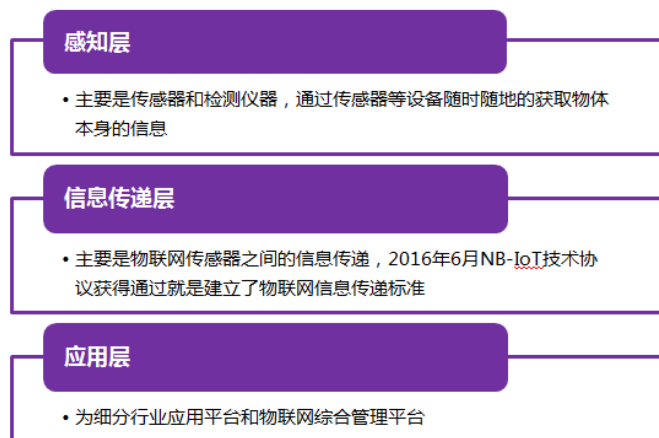 感知层
• 主要是传感器和检测仪器，通过传感器等设备随时随地的获取物体
本身的信息
信息传递层
• 主要是物联网传感器之间的信息传递，2016年6月NB-IoT技术协
议获得通过就是建立了物联网信息传递标准
应用层
• 为细分行业应用平台和物联网综合管理平台